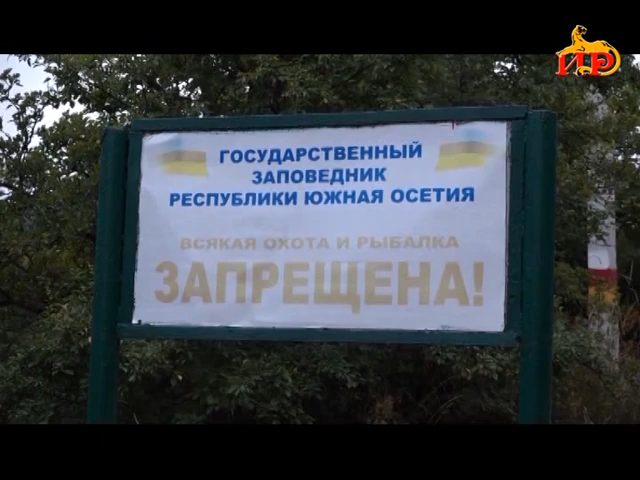 ИР
ГОСУДАРСТВЕННЫЙ
ЗАПОВЕДНИК
РЕСПУБЛИКИ ЮЖНАЯ ОСЕТИЯ
ВСЯКАЯ ОХОТА И РЫБАЛКА
ЗАПРЕЩЕНА!